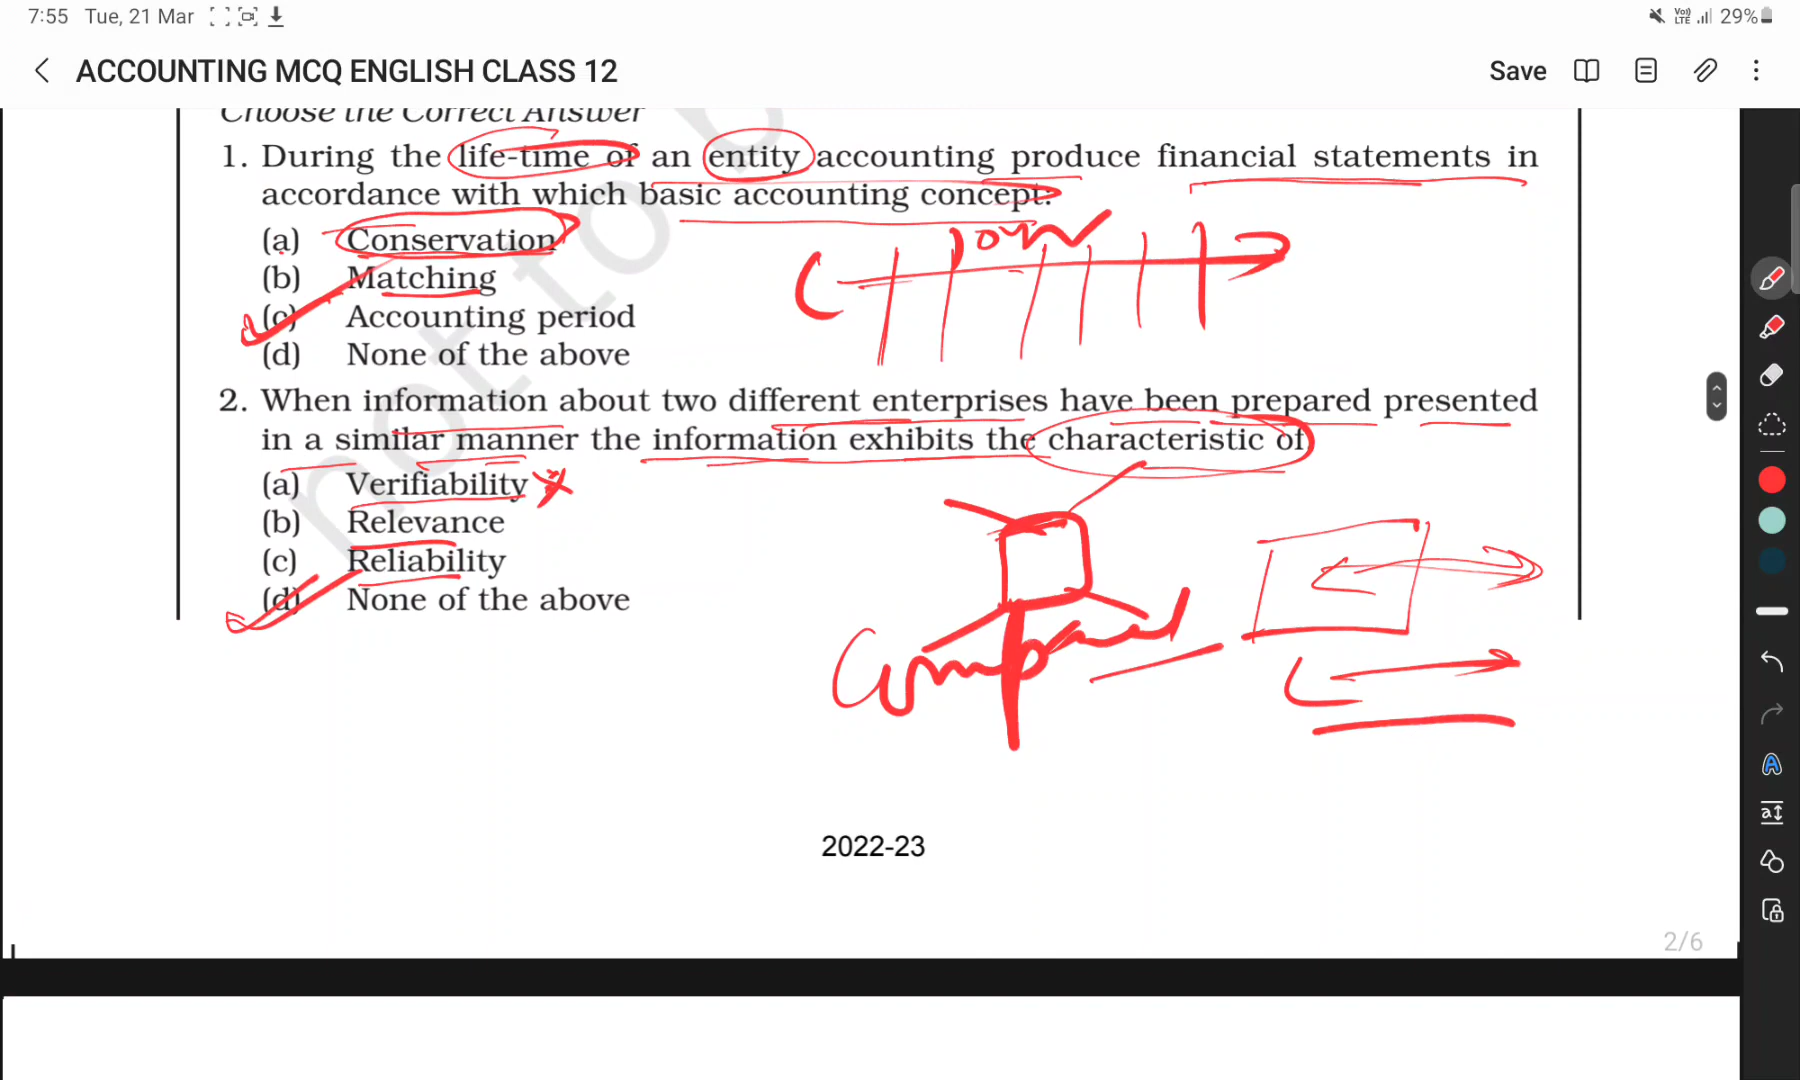 7:55 Tue, 21 Mar
Vo)) LTE 29%
ACCOUNTING MCQ ENGLISH CLASS 12
Save
Choose the Correct Answer
1. During the life-time of an entity accounting produce financial statements in
accordance with which basic accounting concept:
(a) Conservation
(b) Matching
(c) Accounting period
(d) None of the above
2. When information about two different enterprises have been prepared presented
in a similar manner the information exhibits the characteristic of
(a) Verifiability
(b) Relevance
(c) Reliability
(d) None of the above
2022-23
2/6